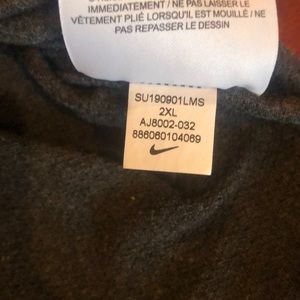 IMMEDIATEMENT / NE PAS LAISSER LE
VÊTEMENT PLIÉ LORSQU'IL EST MOUILLÉ / NE
PAS REPASSER LE DESSIN
SU190901LMS
2XL
AJ8002-032
886060104069